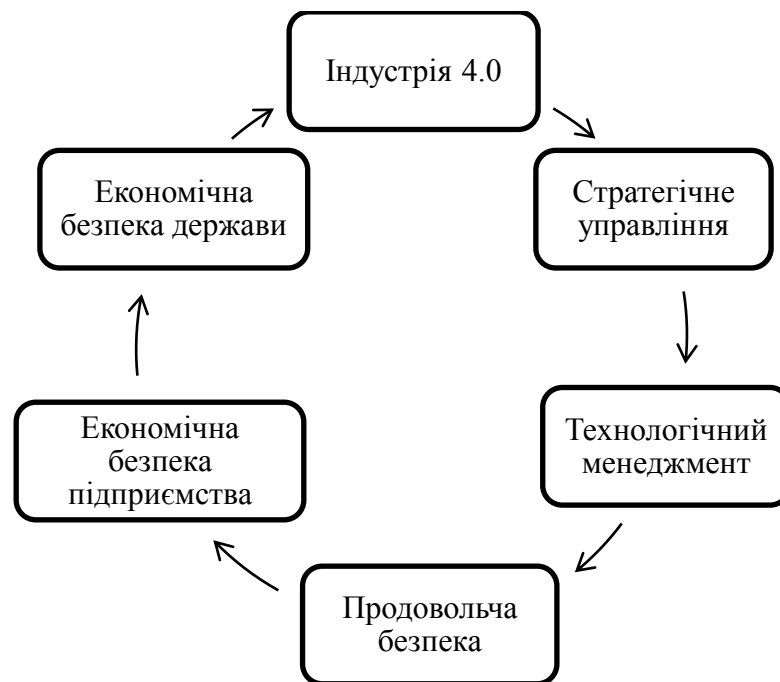 Індустрія 4.0
Стратегічне
управління
Технологічний
менеджмент
Продовольча
безпека
Економічна
безпека
підприємства
Економічна
безпека держави